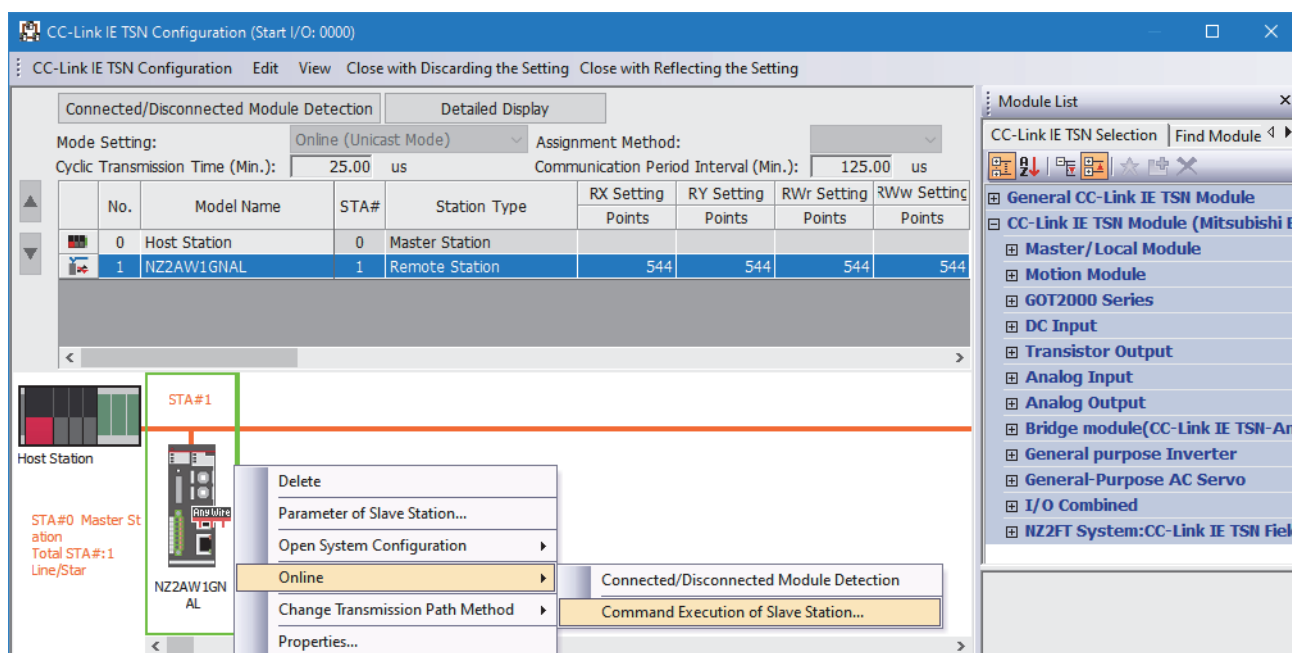 CC-Link IE TSN Configuration (Start I/O: 0000)
CC-Link IE TSN Configuration Edit View Close with Discarding the Setting Close with Reflecting the Setting
Connected/Disconnected Module Detection Detailed Display
Mode Setting: Online (Unicast Mode) Assignment Method:
Cyclic Transmission Time (Min.): 25.00 us Communication Period Interval (Min.): 125.00 us
No. Model Name STA# Station Type RX Setting RY Setting RWr Setting RWw Setting
Points Points Points Points
0 Host Station 0 Master Station
1 NZ2AW1GNAL 1 Remote Station 544 544 544 544
STA#1
Host Station
STA#0 Master St
ation
Total STA#:1
Line/Star
AnyWire
NZ2AW1GN
AL
Delete
Parameter of Slave Station...
Open System Configuration
Online
Change Transmission Path Method
Properties...
Connected/Disconnected Module Detection
Command Execution of Slave Station...
Module List
CC-Link IE TSN Selection Find Module
General CC-Link IE TSN Module
CC-Link IE TSN Module (Mitsubishi E
Master/Local Module
Motion Module
GOT2000 Series
DC Input
Transistor Output
Analog Input
Analog Output
Bridge module(CC-Link IE TSN-An
General purpose Inverter
General-Purpose AC Servo
I/O Combined
NZ2FT System:CC-Link IE TSN Fiel